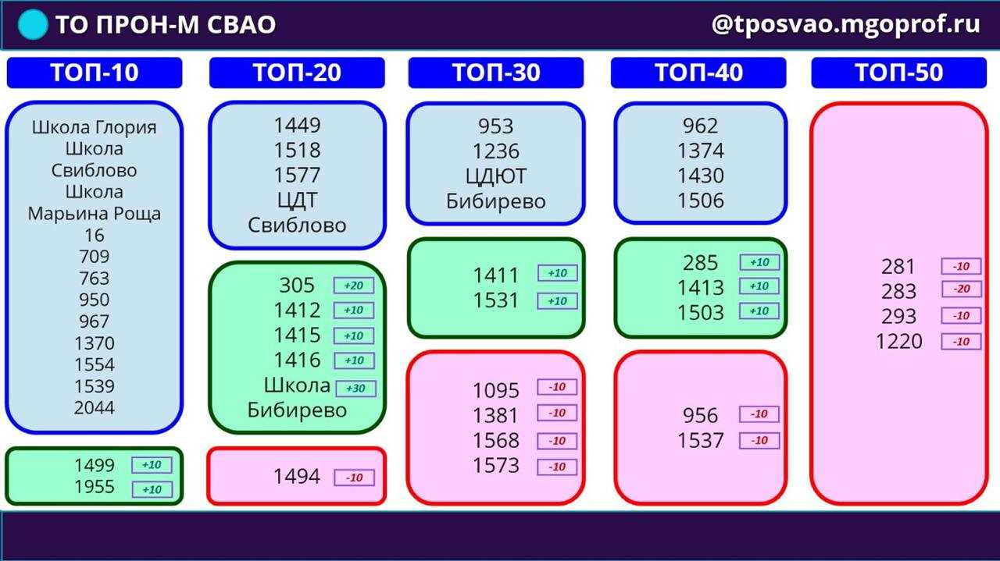 ТО ПРОН-М СВАО
@tposvao.mgoprof.ru
ТОП-10
Школа Глория
Школа
Свиблово
Школа
Марьина Роща
16
709
763
950
967
1370
1554
1539
2044
1499 +10
1955 +10
ТОП-20
1449
1518
1577
ЦДТ
Свиблово
305 +20
1412 +10
1415 +10
1416 +10
Школа +30
Бибирево
1494 -10
ТОП-30
953
1236
ЦДЮТ
Бибирево
1411 +10
1531 +10
1095 -10
1381 -10
1568 -10
1573 -10
ТОП-40
962
1374
1430
1506
285 +10
1413 +10
1503 +10
956 -10
1537 -10
ТОП-50
281 -10
283 -20
293 -10
1220 -10